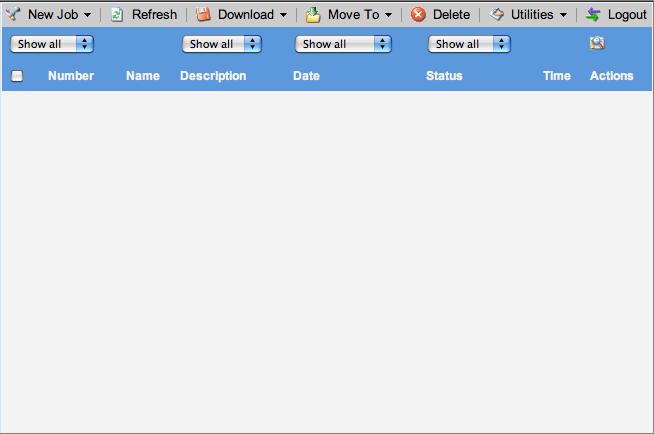 New Job Refresh Download Move To Delete Utilities Logout
Show all Show all Show all Show all
Number Name Description Date Status Time Actions